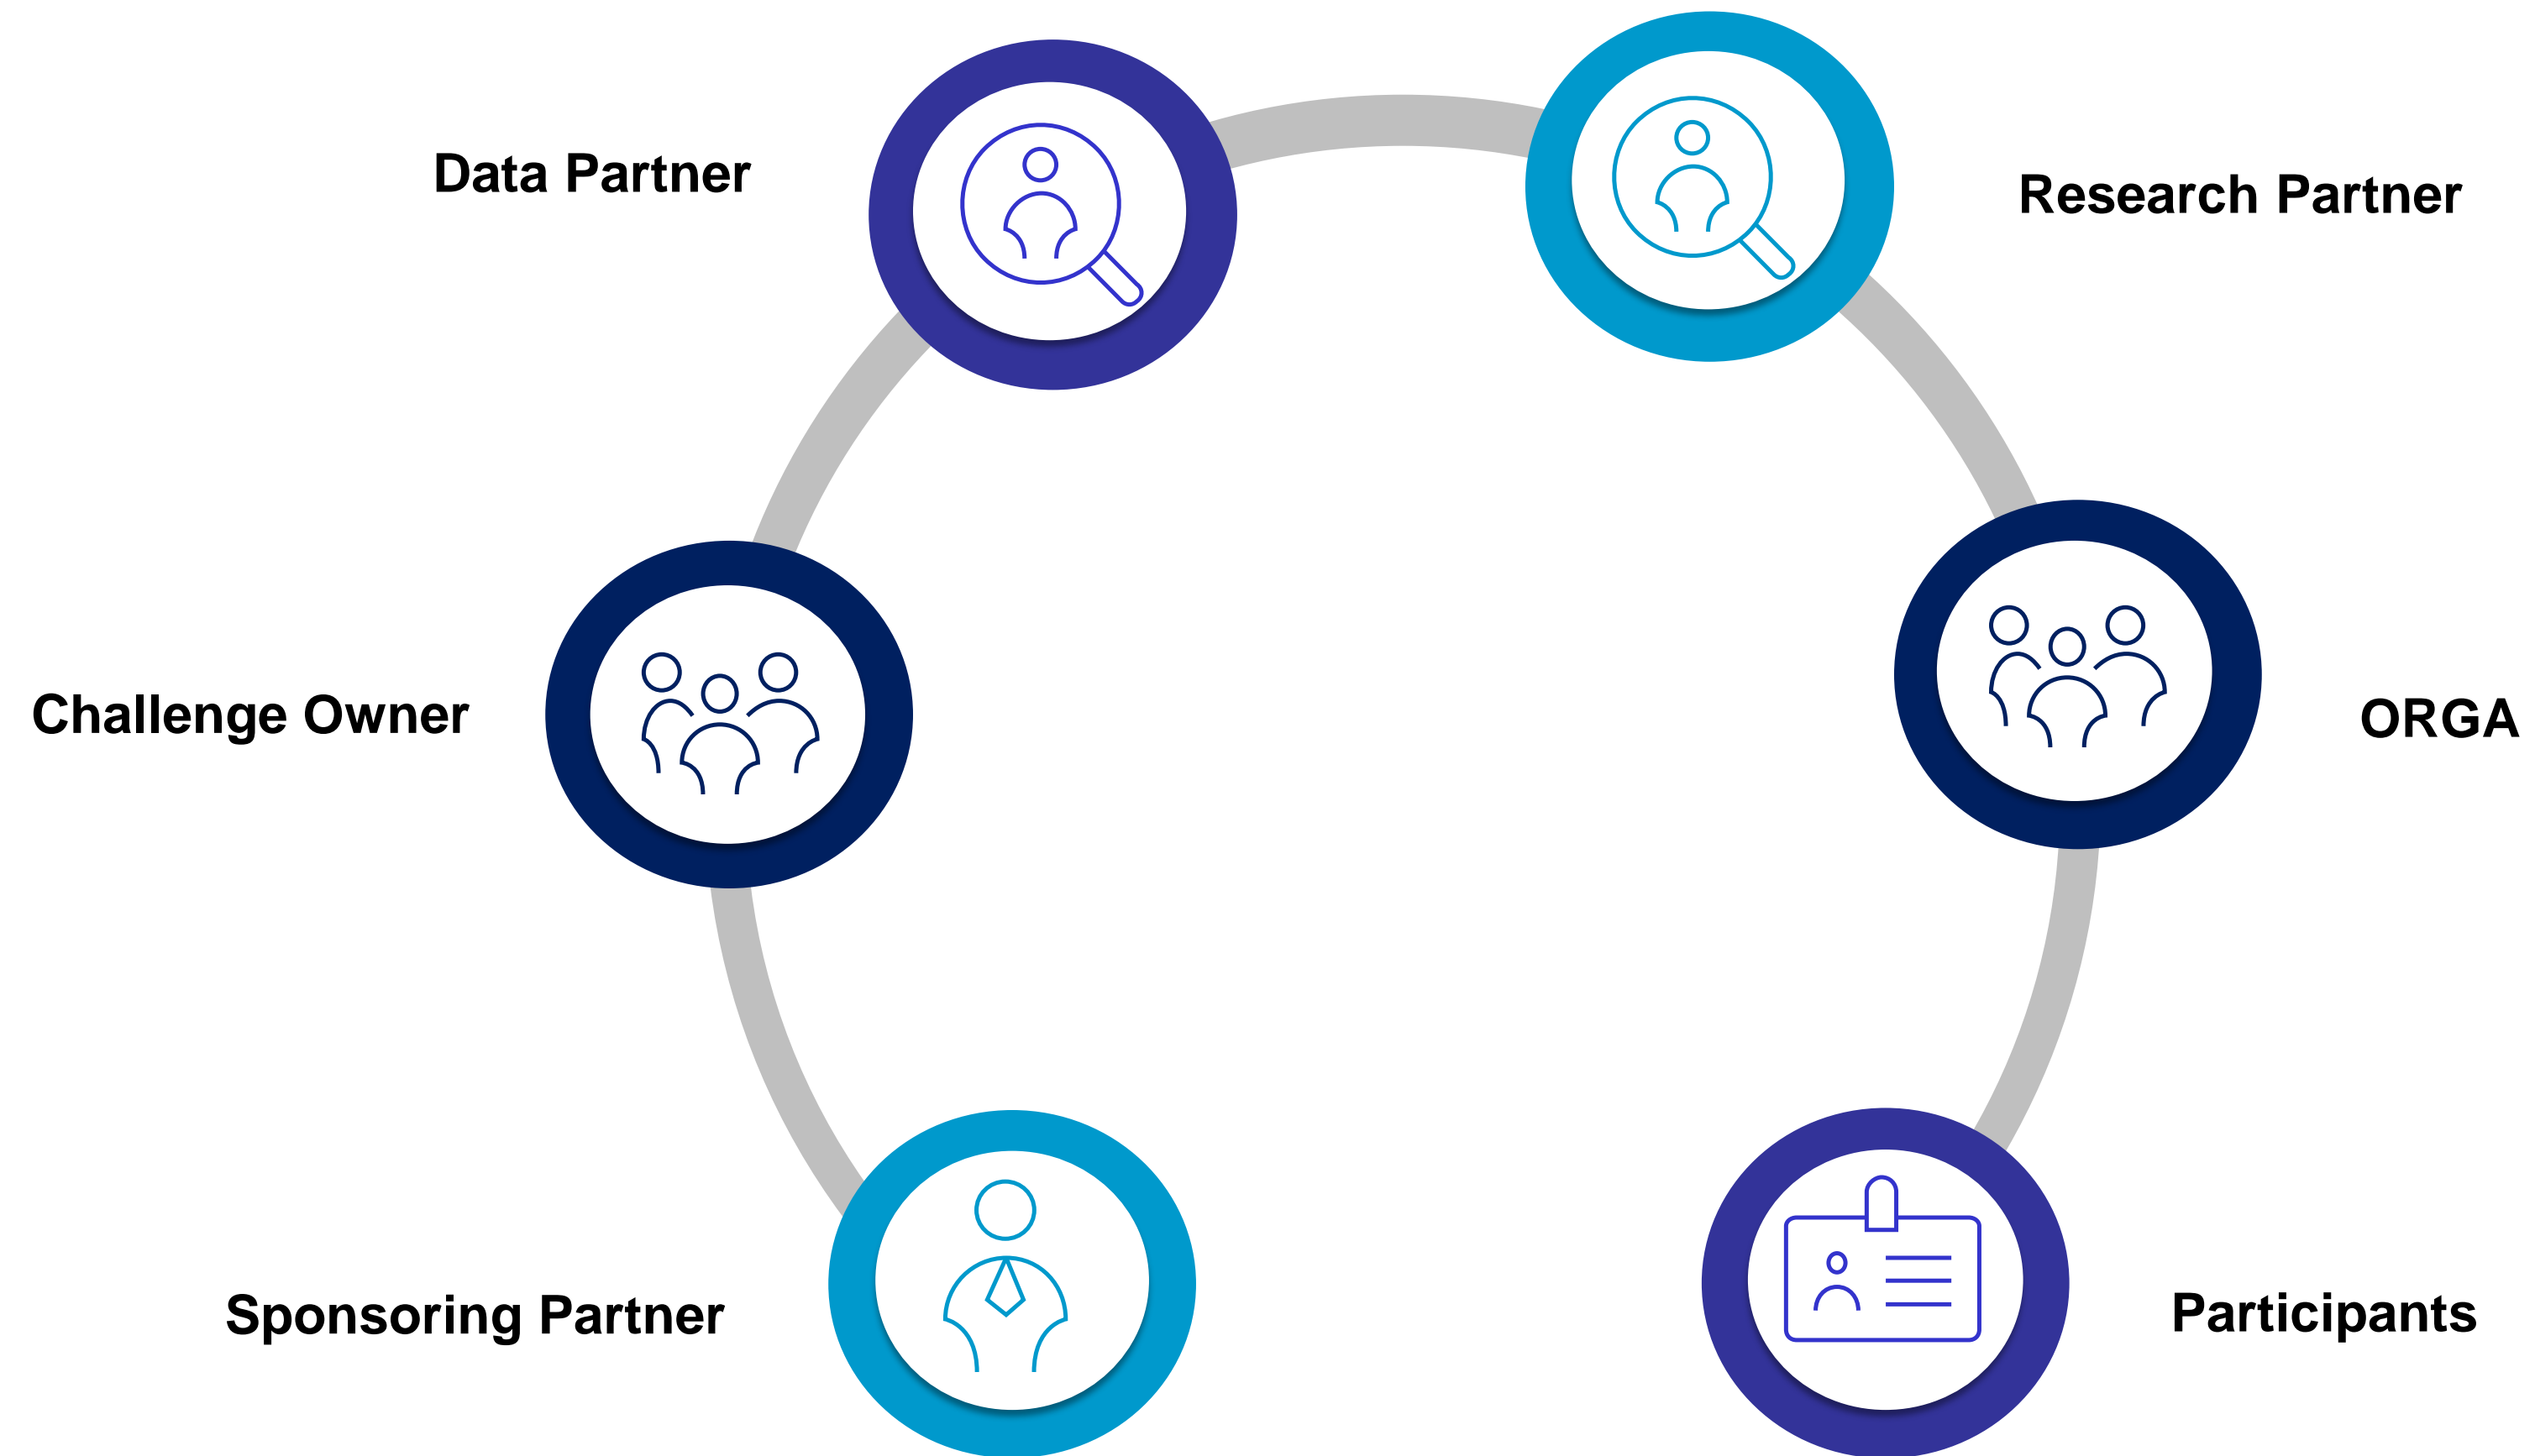 Data Partner
Research Partner
Challenge Owner
ORGA
Sponsoring Partner
Participants